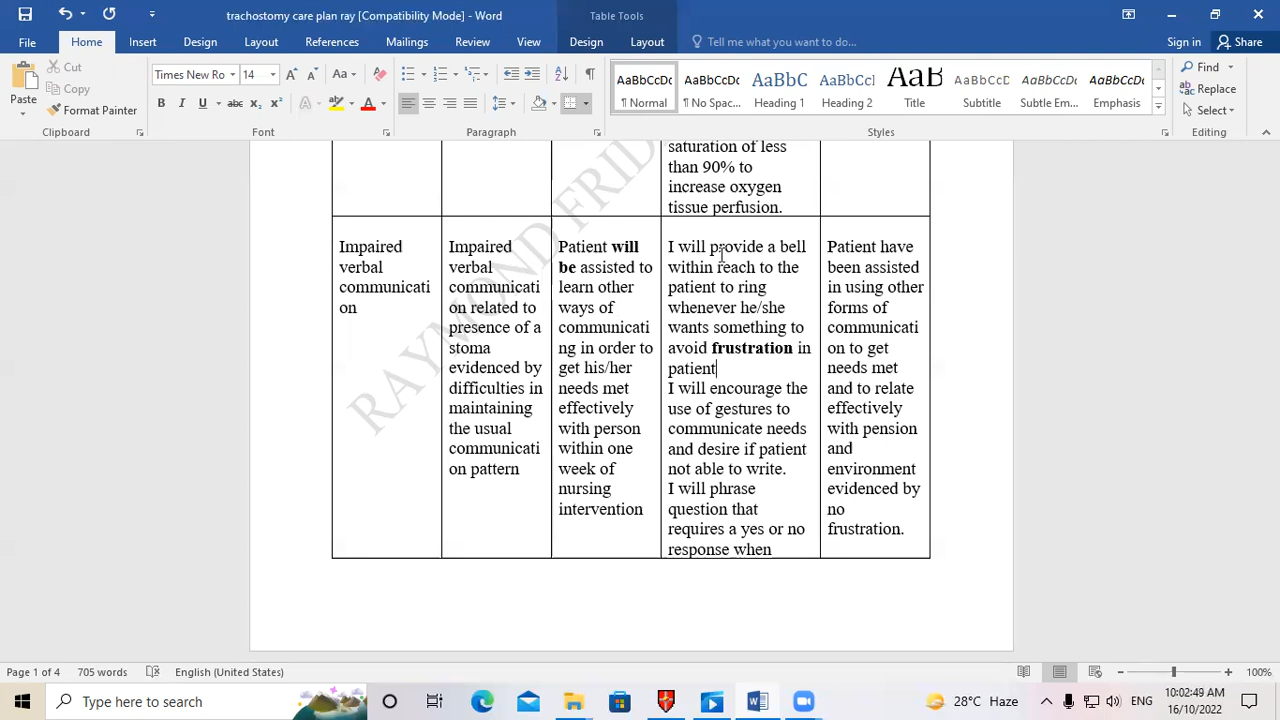 trachostomy care plan ray [Compatibility Mode] - Word
Table Tools
File Home Insert Design Layout References Mailings Review View Design Layout Tell me what you want to do... Sign in Share
Cut
Copy
Format Painter
Paste
Times New Ro 14
Clipboard Font Paragraph Styles Editing
AaBbCcDc AaBbCcDc AaBbC AaBbCcl AaB AaBbCcDc AaBbCcDc AaBbCcDc
¶ Normal ¶ No Spac... Heading Heading 2 Title Subtitle Subtle Em... Emphasis
Find
Replace
Select
saturation of less
than 90% to
increase oxygen
tissue perfusion.
Impaired
verbal
communicati
on
Impaired
verbal
communicati
on related to
presence of a
stoma
evidenced by
difficulties in
maintaining
the usual
communicati
on pattern
Patient will
be assisted to
learn other
ways of
communicati
ng in order to
get his/her
needs met
effectively
with person
within one
week of
nursing
intervention
I will provide a bell
within reach to the
patient to ring
whenever he/she
wants something to
avoid frustration in
patient
I will encourage the
use of gestures to
communicate needs
and desire if patient
not able to write.
I will phrase
question that
requires a yes or no
response when
Patient have
been assisted
in using other
forms of
communicati
on to get
needs met
and to relate
effectively
with pension
and
environment
evidenced by
no
frustration.
RAYMOND FRID
Page 1 of 4 705 words English (United States) 100%
Type here to search
28°C Haze
ENG
10:02:49 AM
16/10/2022